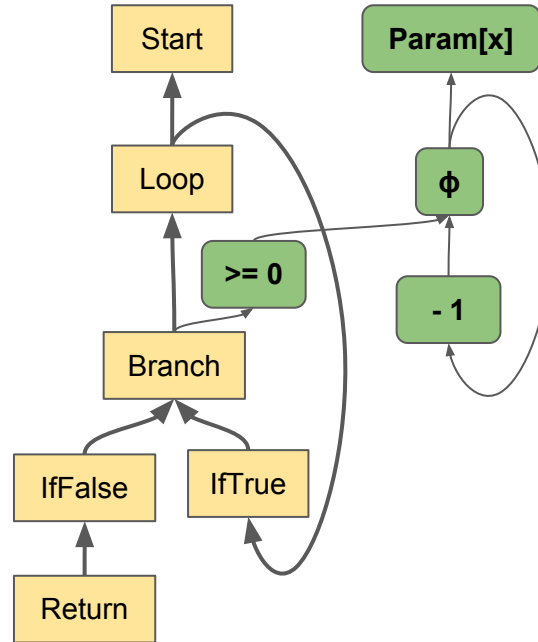 Start
Param[x]
Loop
ϕ
>= 0
- 1
Branch
IfFalse
IfTrue
Return